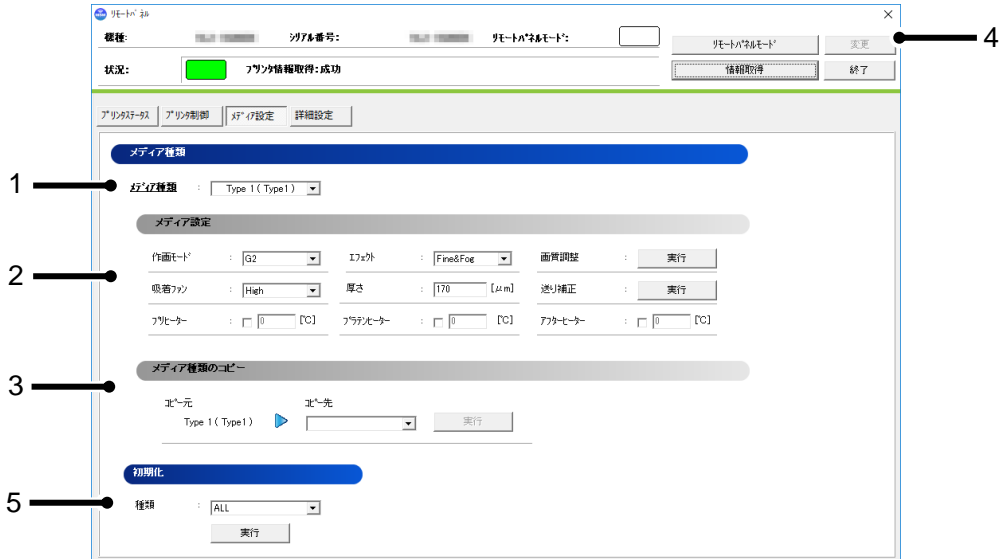 リモートパネル
機種:
シリアル番号:
リモートパネルモード:
リモートパネルモード
変更
4
状況:
プリンタ情報取得:成功
情報取得
終了
プリンタステータス
プリンタ制御
メディア設定
詳細設定
メディア種類
1
メディア種類 : Type 1 ( Type1 )
メディア設定
2
作画モード : G2
エフェクト : Fine&Fog
画質調整 : 実行
吸着ファン : High
厚さ : 170 [μm]
送り補正 : 実行
プリヒーター : 0 [℃]
プラテンヒーター : 0 [℃]
アフターヒーター : 0 [℃]
メディア種類のコピー
3
コピー元
コピー先
Type 1 ( Type1 )
実行
初期化
5
種類 : ALL
実行